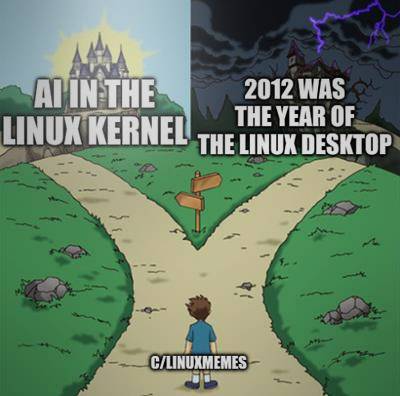 AI IN THE
LINUX KERNEL
2012 WAS
THE YEAR OF
THE LINUX DESKTOP
C/LINUXMEMES